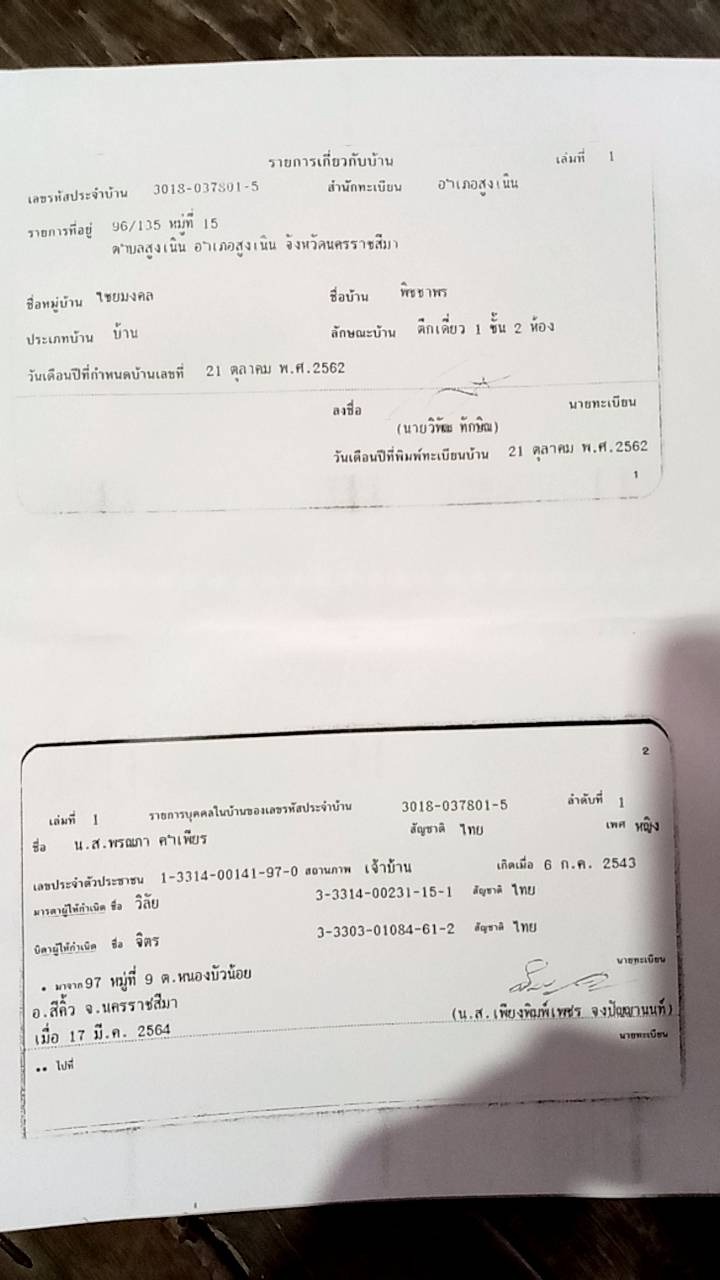 รายการเกี่ยวกับบ้าน เล่มที่ 1
เลขรหัสประจำบ้าน 3018-037801-5 สำนักทะเบียน อำเภอสูงเนิน
รายการที่อยู่ 96/135 หมู่ที่ 15
ตำบลสูงเนิน อำเภอสูงเนิน จังหวัดนครราชสีมา
ชื่อหมู่บ้าน ไชยมงคล ชื่อบ้าน พิชชาพร
ประเภทบ้าน บ้าน ลักษณะบ้าน ตึกเดี่ยว 1 ชั้น 2 ห้อง
วันเดือนปีที่กำหนดบ้านเลขที่ 21 ตุลาคม พ.ศ.2562
ลงชื่อ นายทะเบียน
(นายวิพัฒ ทักษิณ)
วันเดือนปีที่พิมพ์ทะเบียนบ้าน 21 ตุลาคม พ.ศ.2562
1
2
เล่มที่ 1 รายการบุคคลในบ้านของเลขรหัสประจำบ้าน 3018-037801-5 ลำดับที่ 1
ชื่อ น.ส.พรณภา คำเพียร สัญชาติ ไทย เพศ หญิง
เลขประจำตัวประชาชน 1-3314-00141-97-0 สถานภาพ เจ้าบ้าน เกิดเมื่อ 6 ก.ค. 2543
มารดาผู้ให้กำเนิด ชื่อ วิลัย 3-3314-00231-15-1 สัญชาติ ไทย
บิดาผู้ให้กำเนิด ชื่อ จิตร 3-3303-01084-61-2 สัญชาติ ไทย
* มาจาก 97 หมู่ที่ 9 ต.หนองบัวน้อย นายทะเบียน
อ.สีคิ้ว จ.นครราชสีมา
เมื่อ 17 มี.ค. 2564 (น.ส.เพียงพิมพ์เพชร จงปัญญานนท์)
นายทะเบียน
** ไปที่